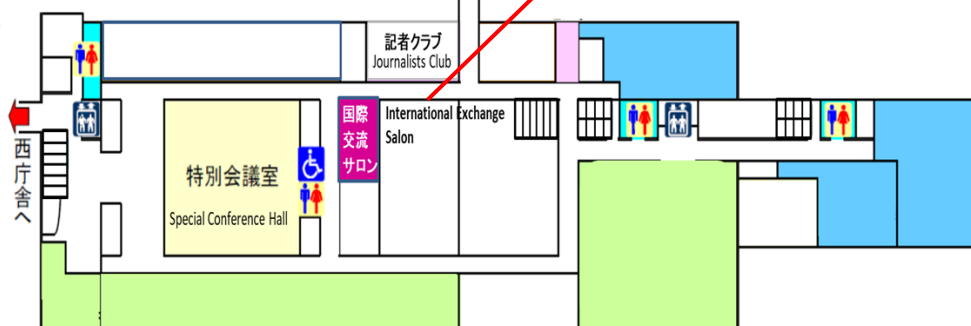 記者クラブ
Journalists Club
国際
交流
サロン
International Exchange
Salon
西庁舎へ
特別会議室
Special Conference Hall